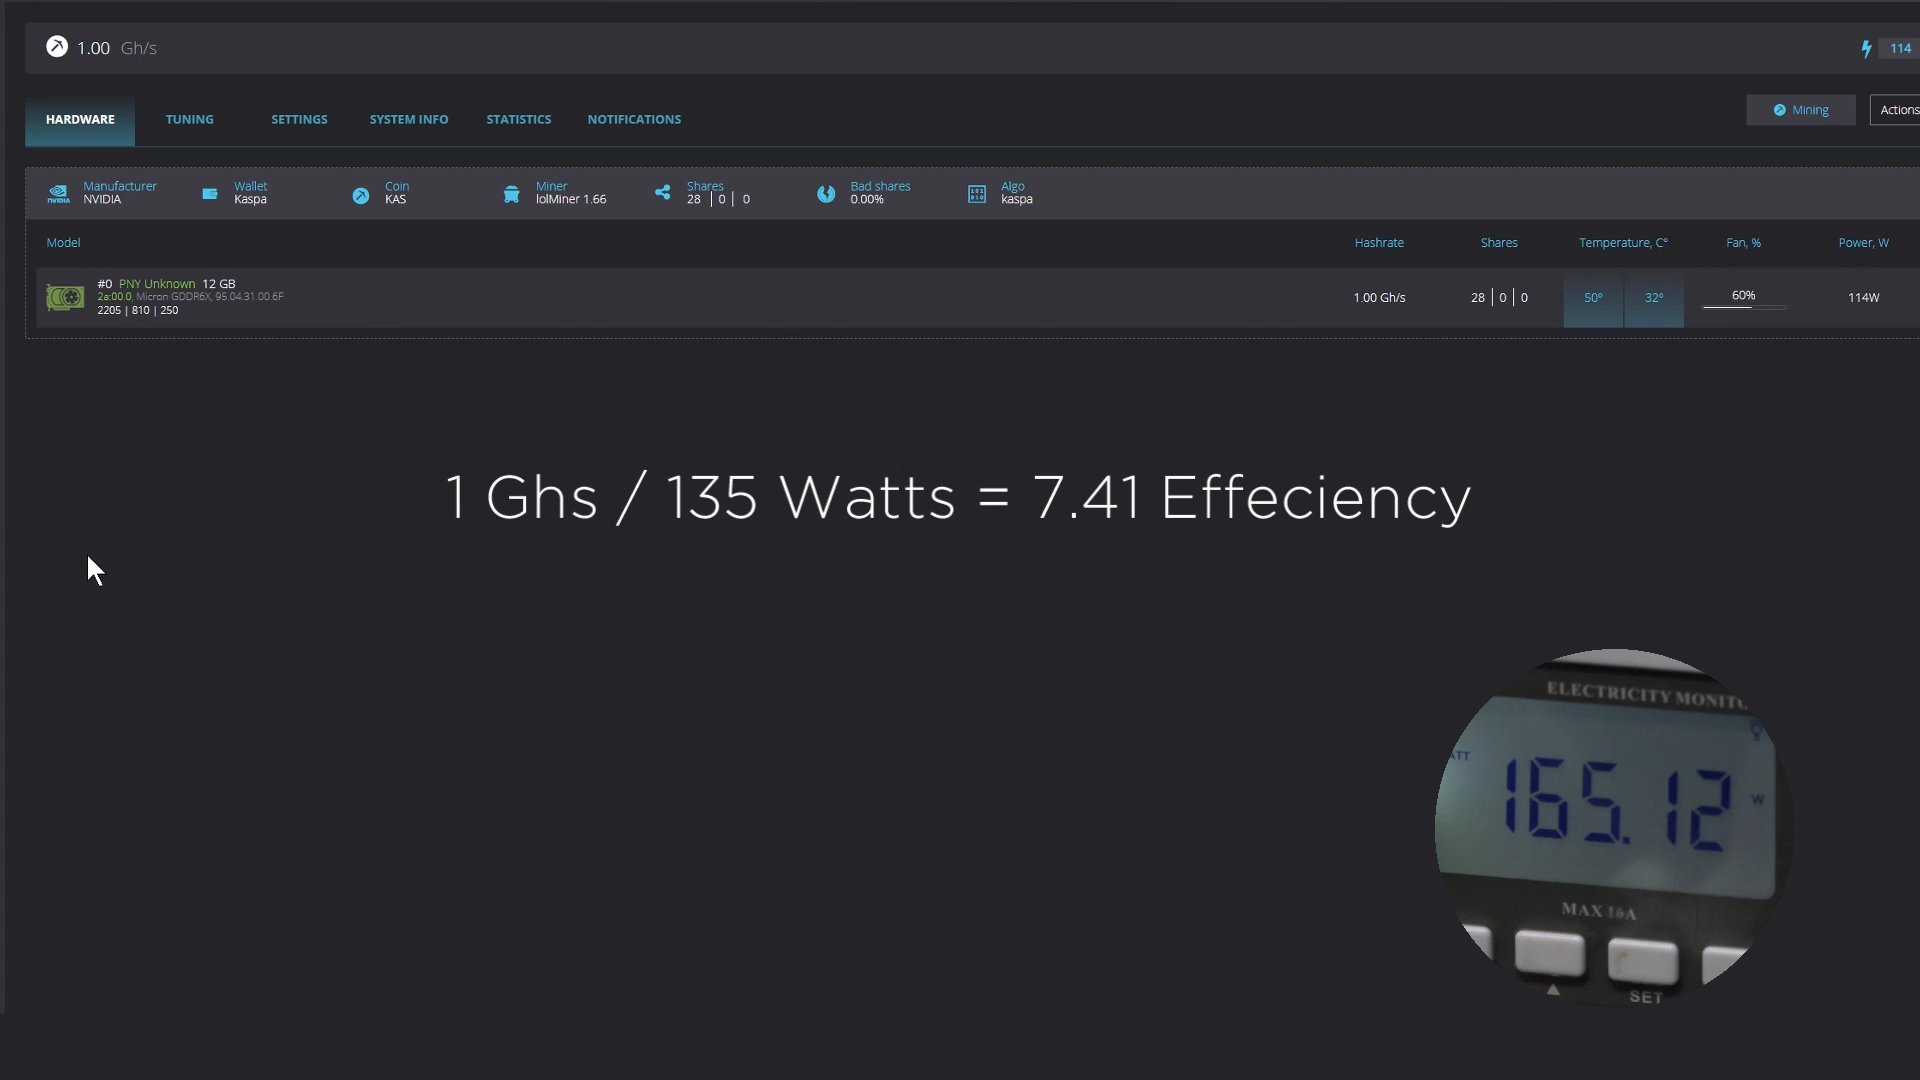 1.00 Gh/s
114
HARDWARE TUNING SETTINGS SYSTEM INFO STATISTICS NOTIFICATIONS
Mining Actions
Manufacturer Wallet Coin Miner Shares Bad shares Algo
NVIDIA Kaspa KAS lolMiner 1.66 28 | 0 | 0 0.00% kaspa
Model Hashrate Shares Temperature, C° Fan, % Power, W
#0 PNY Unknown 12 GB
2a:00.0, Micron GDDR6X, 95.04.31.00.6F
2205 | 810 | 250
1.00 Gh/s 28 | 0 | 0 50° 32° 60% 114W
1 Ghs / 135 Watts = 7.41 Effeciency
ELECTRICITY MONIT
ATT
165.12 W
MAX 16A
SET